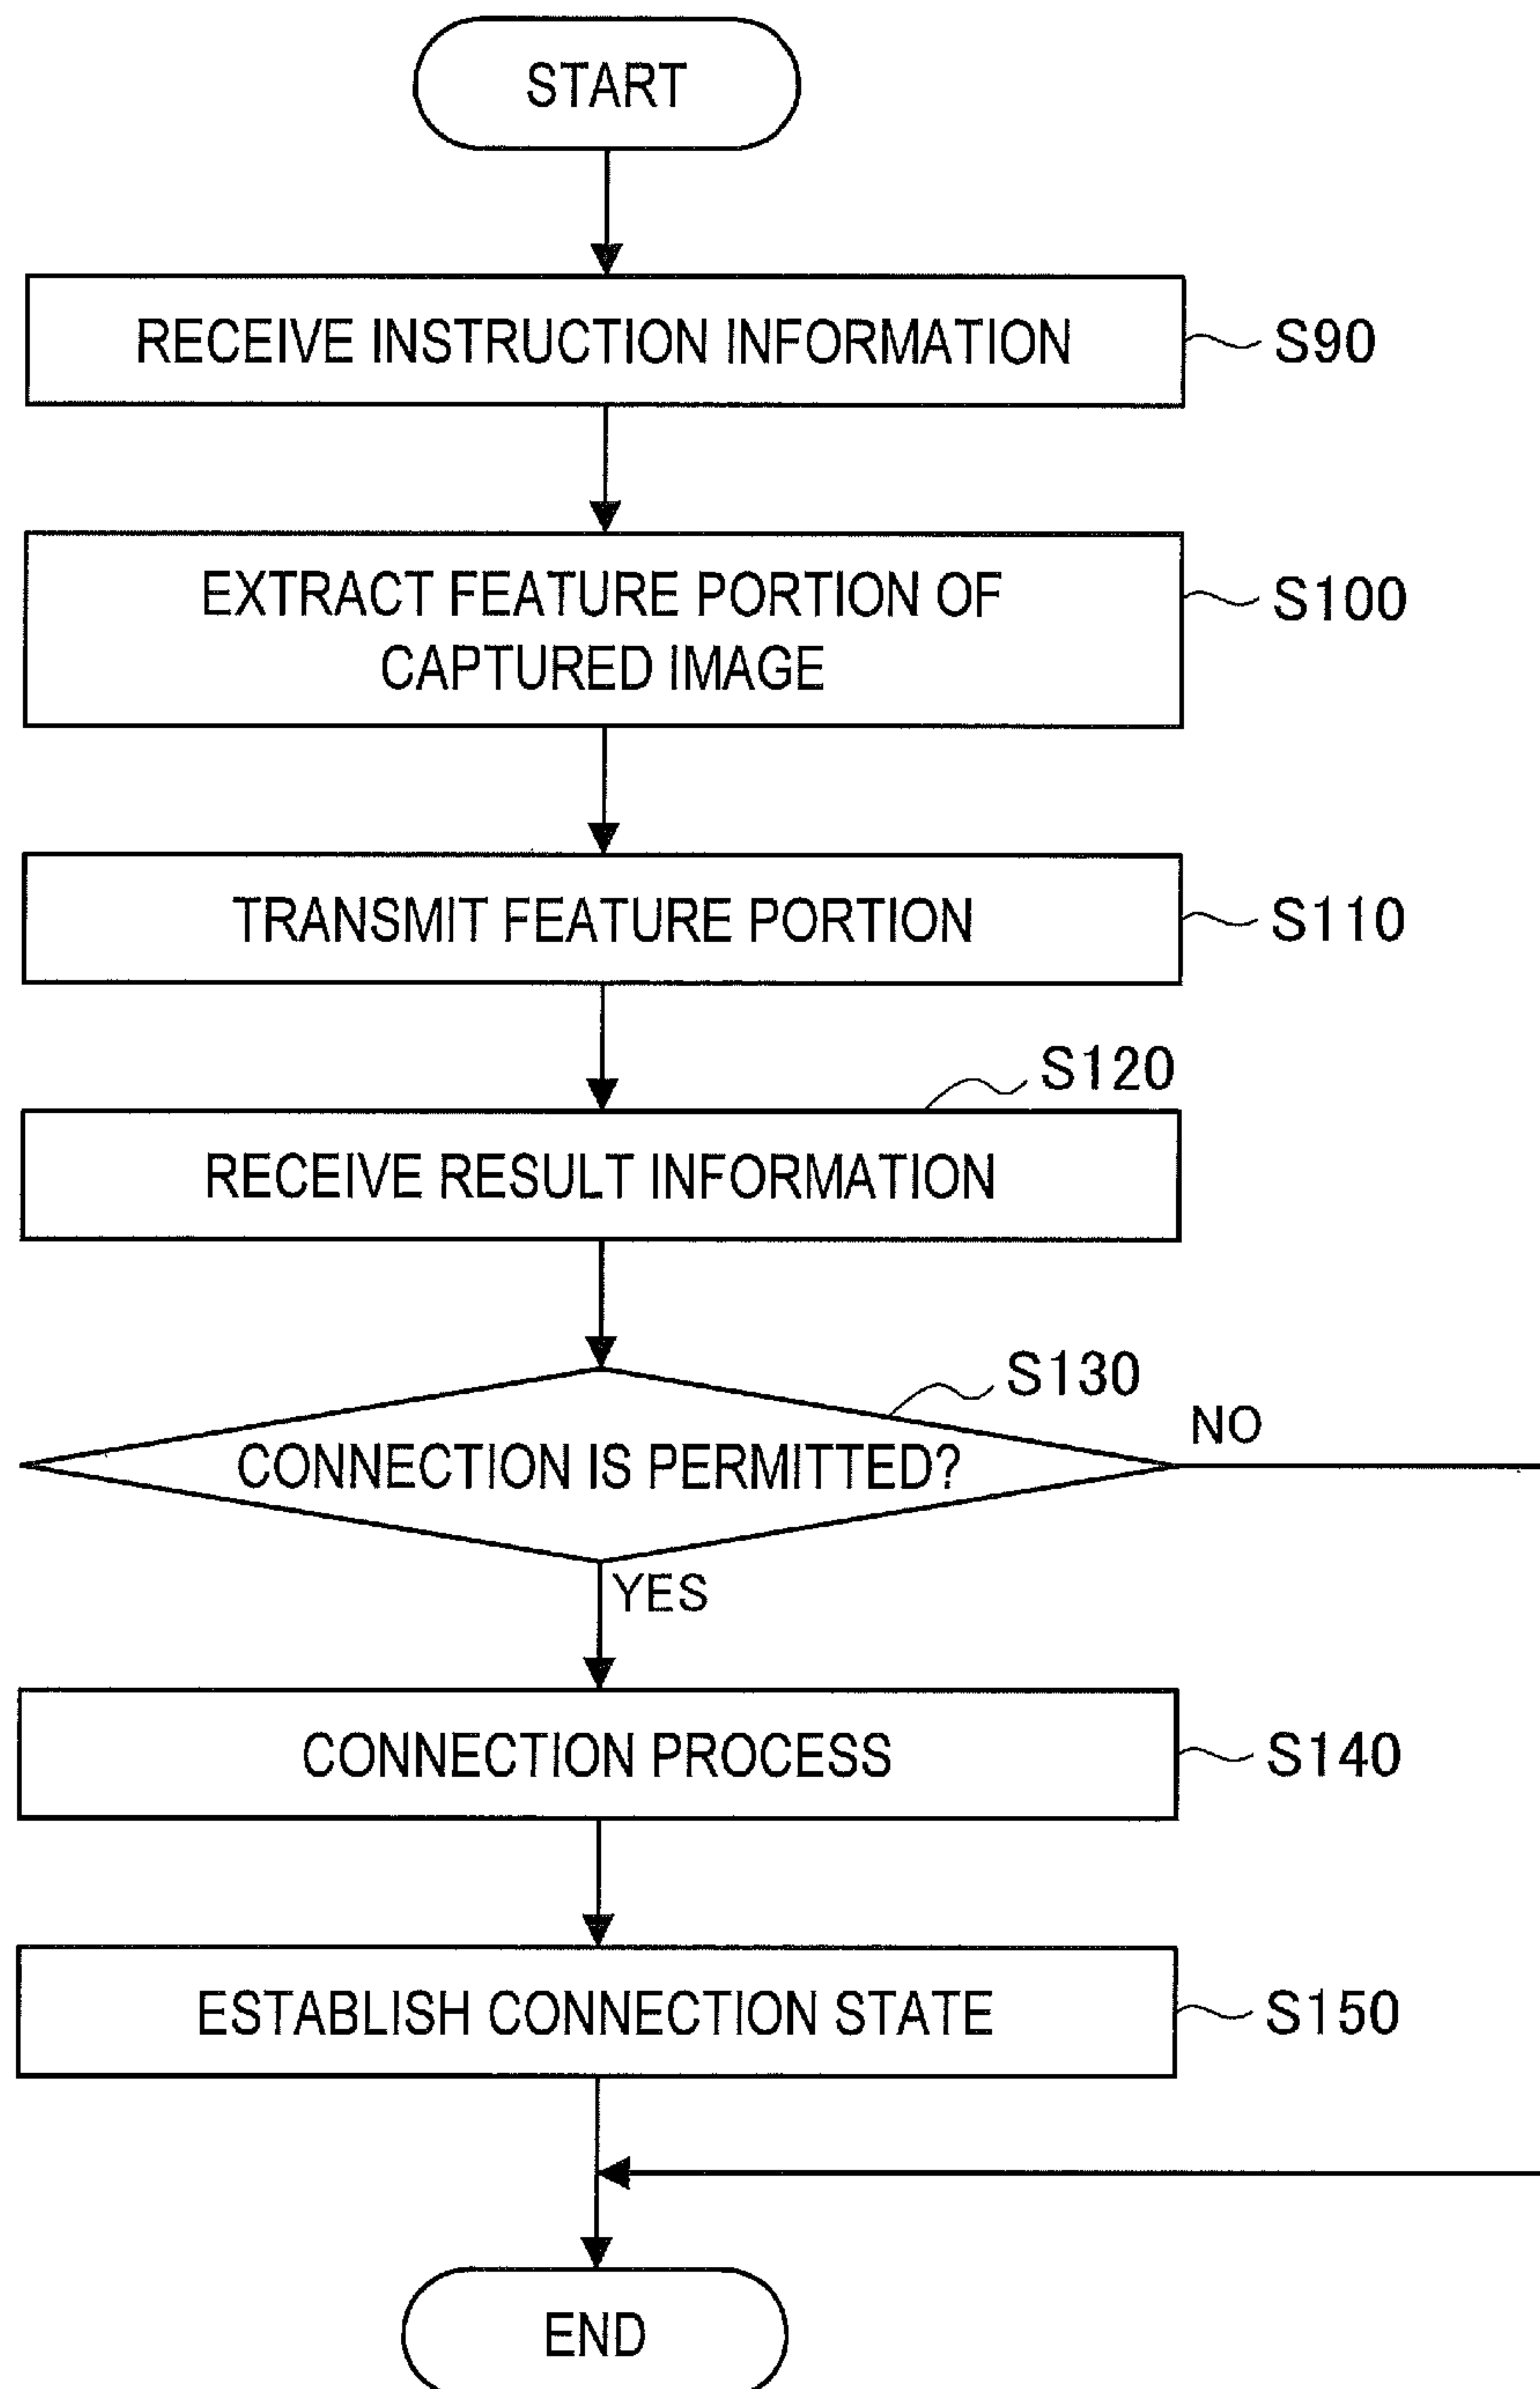 START
RECEIVE INSTRUCTION INFORMATION
S90
EXTRACT FEATURE PORTION OF
CAPTURED IMAGE
S100
TRANSMIT FEATURE PORTION
S110
S120
RECEIVE RESULT INFORMATION
S130
CONNECTION IS PERMITTED?
NO
YES
CONNECTION PROCESS
S140
ESTABLISH CONNECTION STATE
S150
END